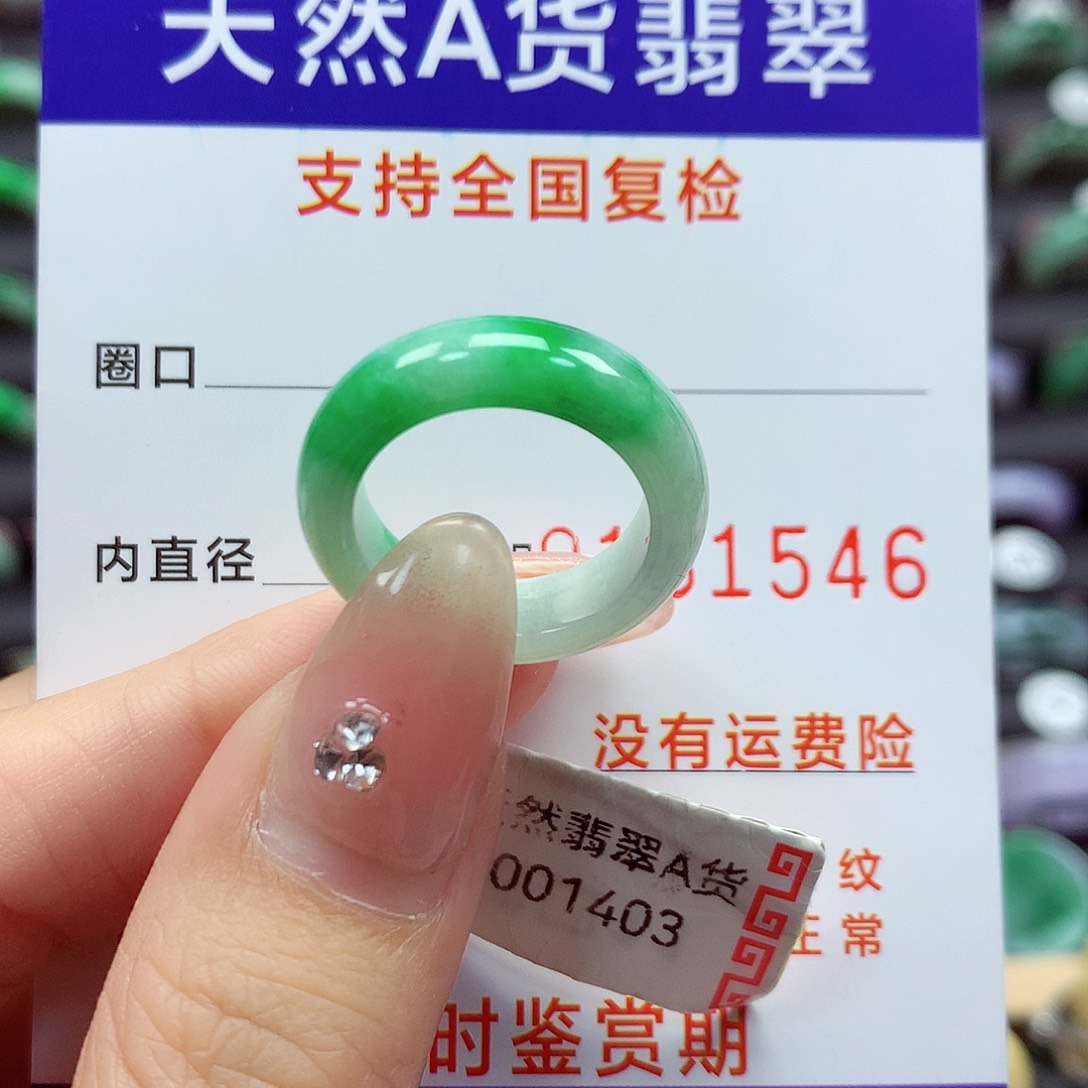 天然A货翡翠
支持全国复检
圈口
内直径
1546
没有运费险
然翡翠A货
001403
纹
正常
时鉴赏期